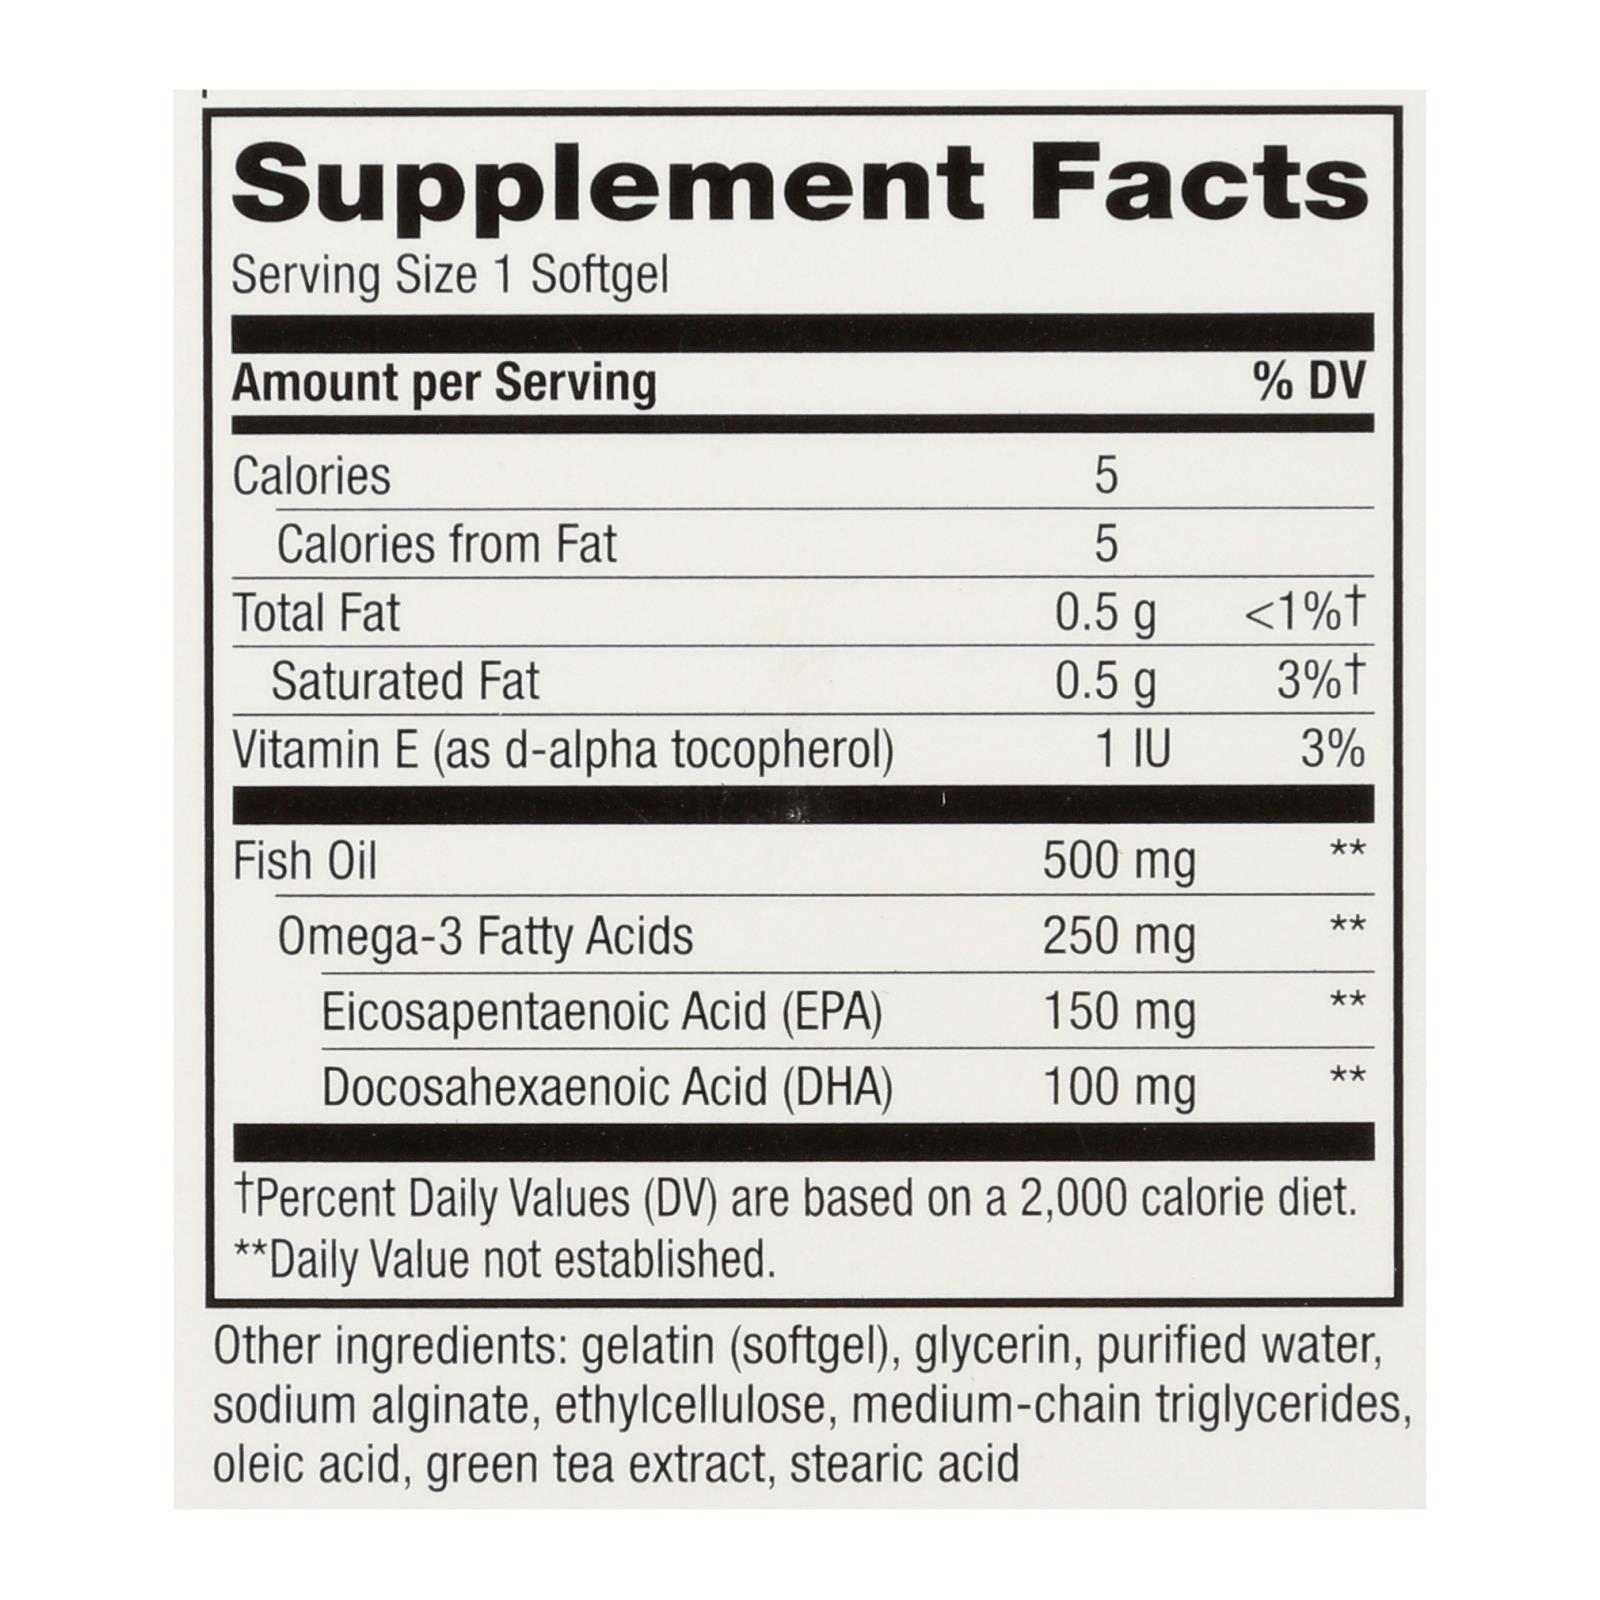 Supplement Facts
Serving Size 1 Softgel
Amount per Serving % DV
Calories 5
Calories from Fat 5
Total Fat 0.5 g <1%†
Saturated Fat 0.5 g 3%†
Vitamin E (as d-alpha tocopherol) 1 IU 3%
Fish Oil 500 mg **
Omega-3 Fatty Acids 250 mg **
Eicosapentaenoic Acid (EPA) 150 mg **
Docosahexaenoic Acid (DHA) 100 mg **
†Percent Daily Values (DV) are based on a 2,000 calorie diet.
**Daily Value not established.
Other ingredients: gelatin (softgel), glycerin, purified water,
sodium alginate, ethylcellulose, medium-chain triglycerides,
oleic acid, green tea extract, stearic acid